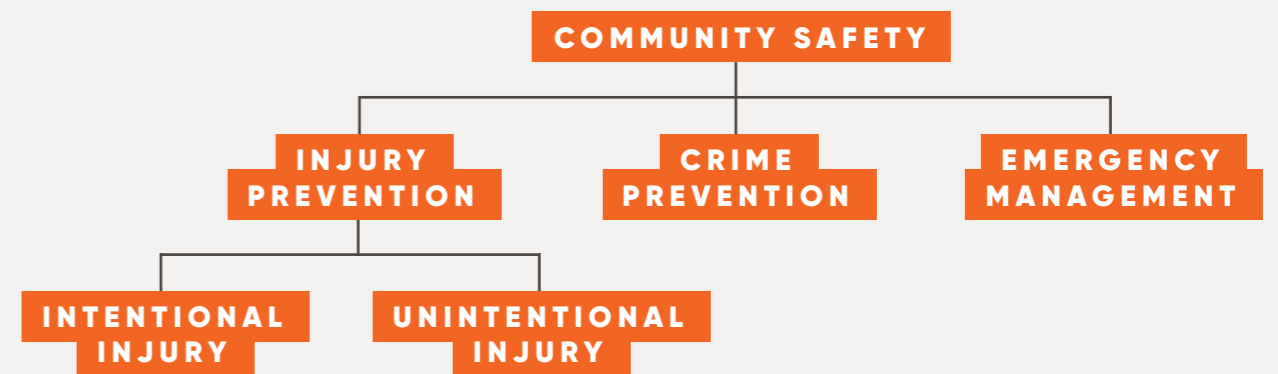 COMMUNITY SAFETY
INJURY
PREVENTION
CRIME
PREVENTION
EMERGENCY
MANAGEMENT
INTENTIONAL
INJURY
UNINTENTIONAL
INJURY